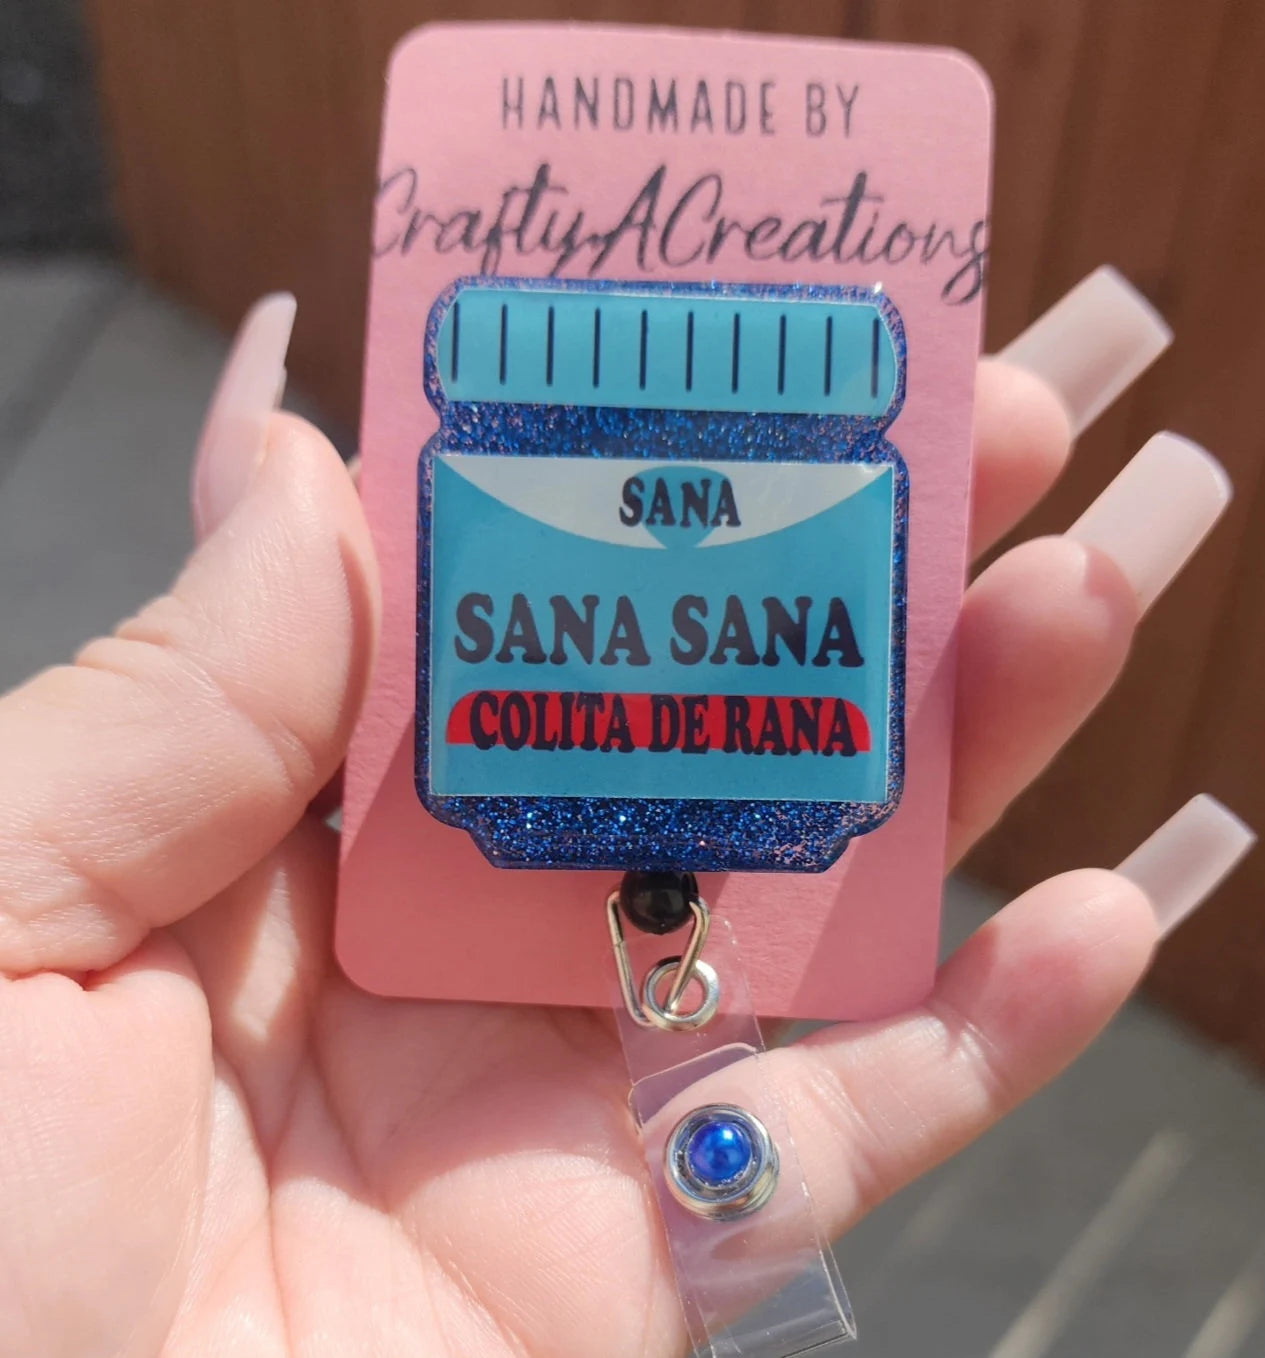 HANDMADE BY
CraftyACreations
SANA
SANA SANA
COLITA DE RANA